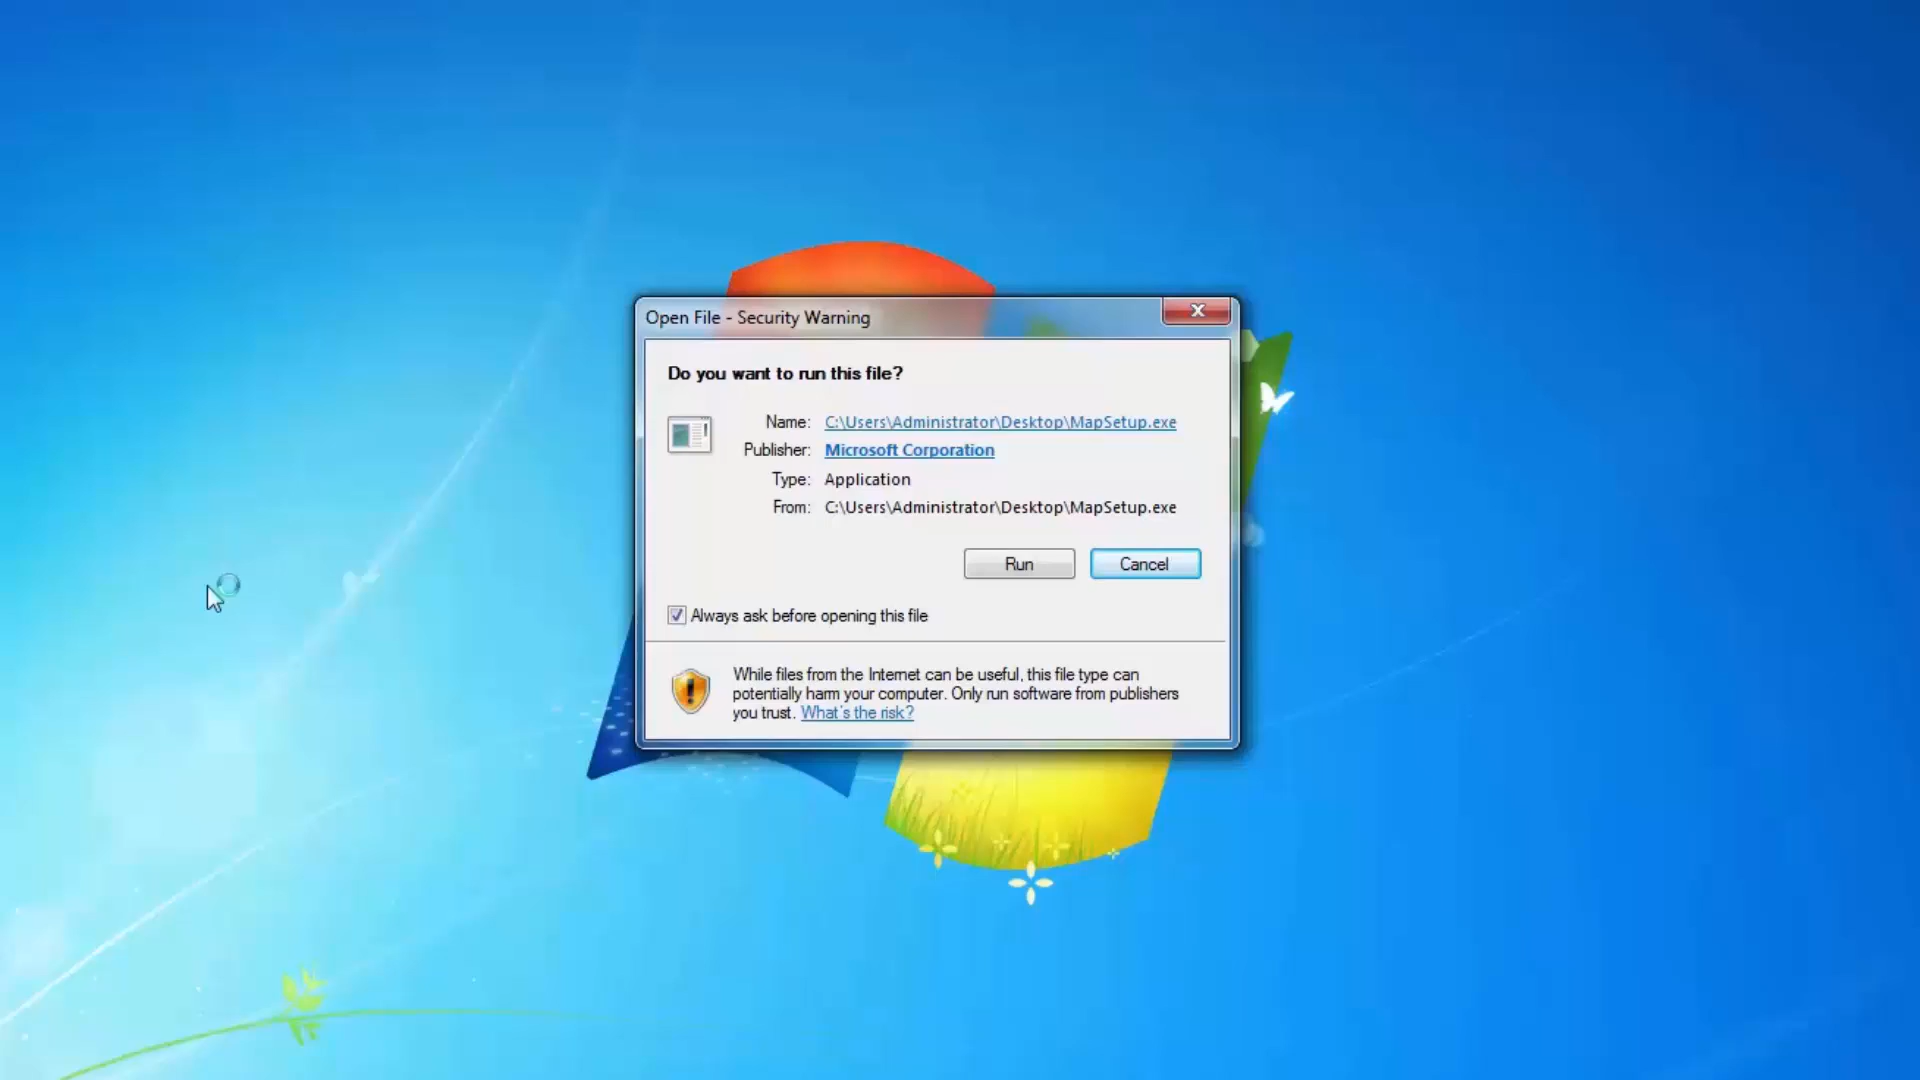 Open File - Security Warning
Do you want to run this file?
Name: C:\Users\Administrator\Desktop\MapSetup.exe
Publisher: Microsoft Corporation
Type: Application
From: C:\Users\Administrator\Desktop\MapSetup.exe
Run Cancel
Always ask before opening this file
While files from the Internet can be useful, this file type can
potentially harm your computer. Only run software from publishers
you trust. What's the risk?